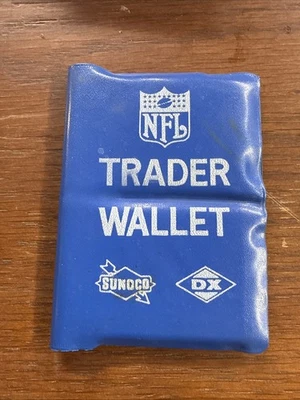 NFL
TRADER
WALLET
SUNOCO DX